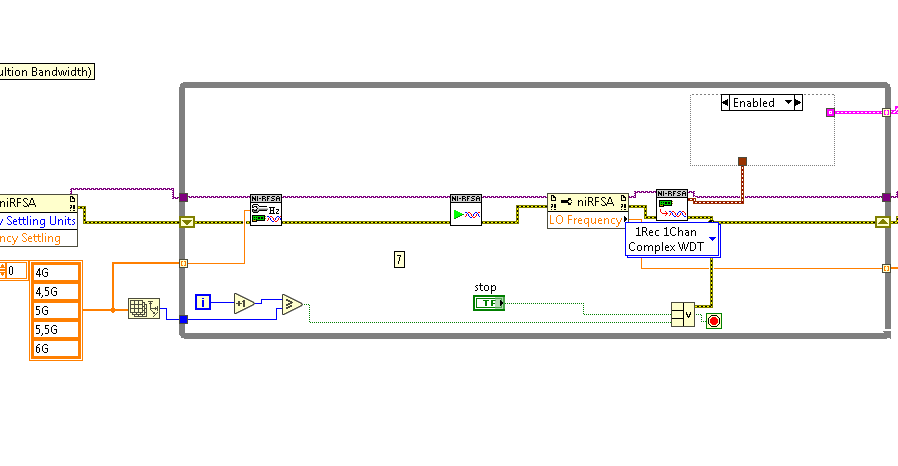 ultion Bandwidth)
Enabled
niRFSA
y Settling Units
ncy Settling
NI-RFSA
Hz
NI-RFSA
niRFSA
LO Frequency
NI-RFSA
1Rec 1Chan
Complex WDT
7
0
4G
4,5G
5G
5,5G
6G
i
+1
≥
stop
TF
V